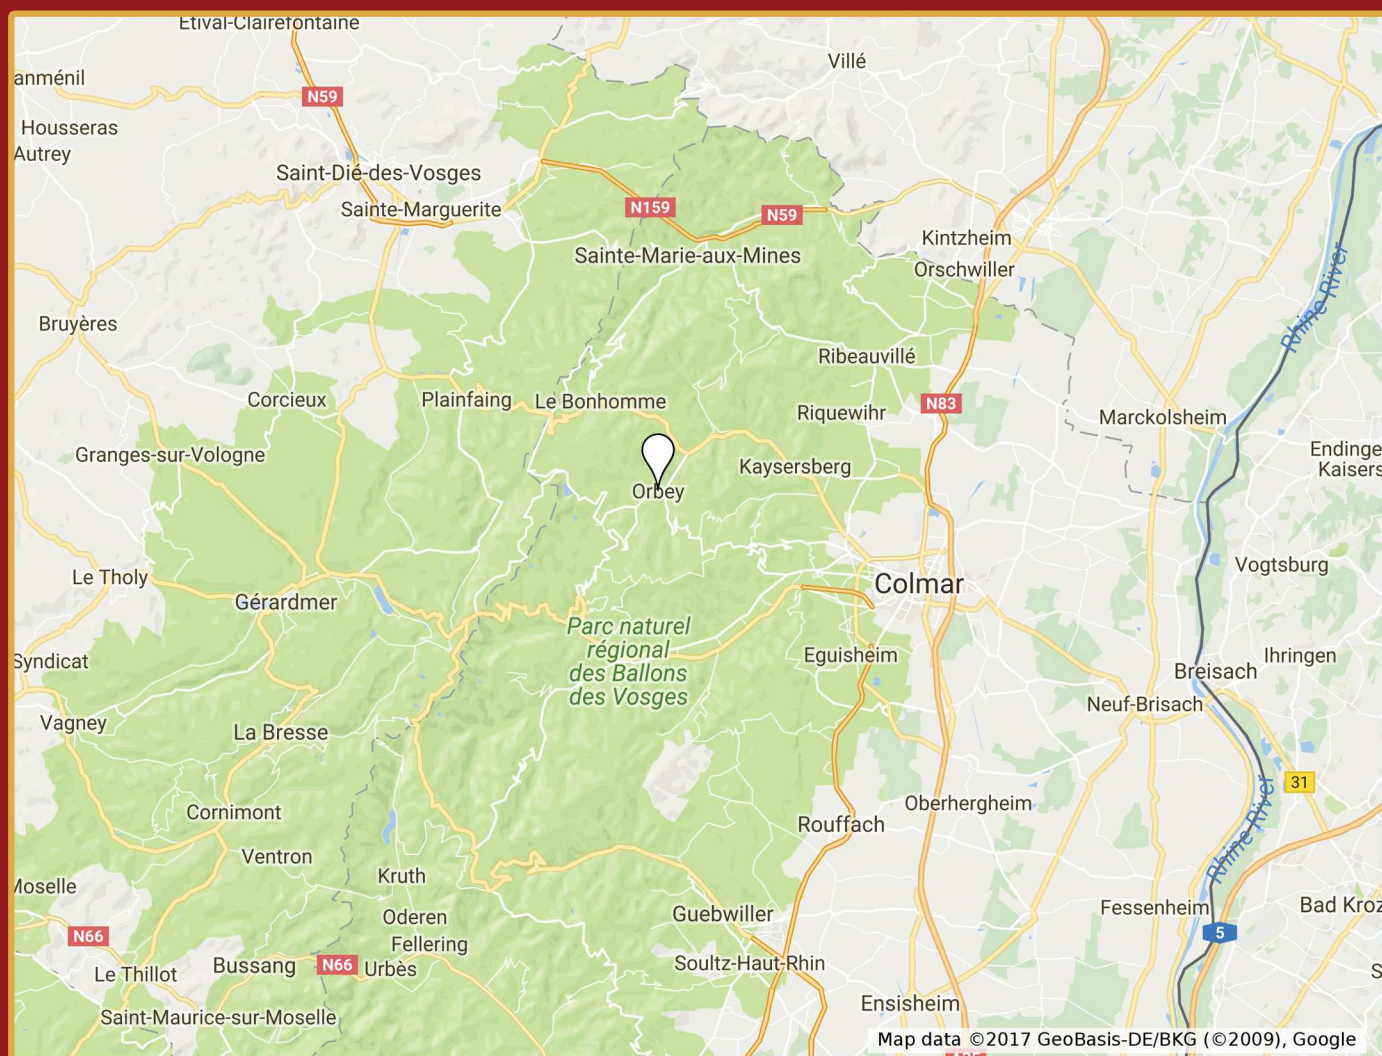 Étival-Clairefontaine
Villé
anménil
N59
Housseras
Autrey
Saint-Dié-des-Vosges
Sainte-Marguerite
N159
N59
Kintzheim
Sainte-Marie-aux-Mines
Orschwiller
Rhine River
Bruyères
Ribeauvillé
Corcieux
Plainfaing
Le Bonhomme
Riquewihr
N83
Marckolsheim
Granges-sur-Vologne
Endinge
Kaysersberg
Kaisers
Orbey
Vogtsburg
Le Tholy
Colmar
Gérardmer
Parc naturel
régional
des Ballons
des Vosges
Eguisheim
Ihringen
Syndicat
Breisach
Neuf-Brisach
Vagney
La Bresse
31
Rhine River
Oberhergheim
Cornimont
Rouffach
Ventron
Kruth
Moselle
Oderen
Guebwiller
Fessenheim
Bad Kroz
N66
Fellering
5
Le Thillot
Bussang
N66
Urbès
Soultz-Haut-Rhin
S
Ensisheim
Saint-Maurice-sur-Moselle
Map data ©2017 GeoBasis-DE/BKG (©2009), Google